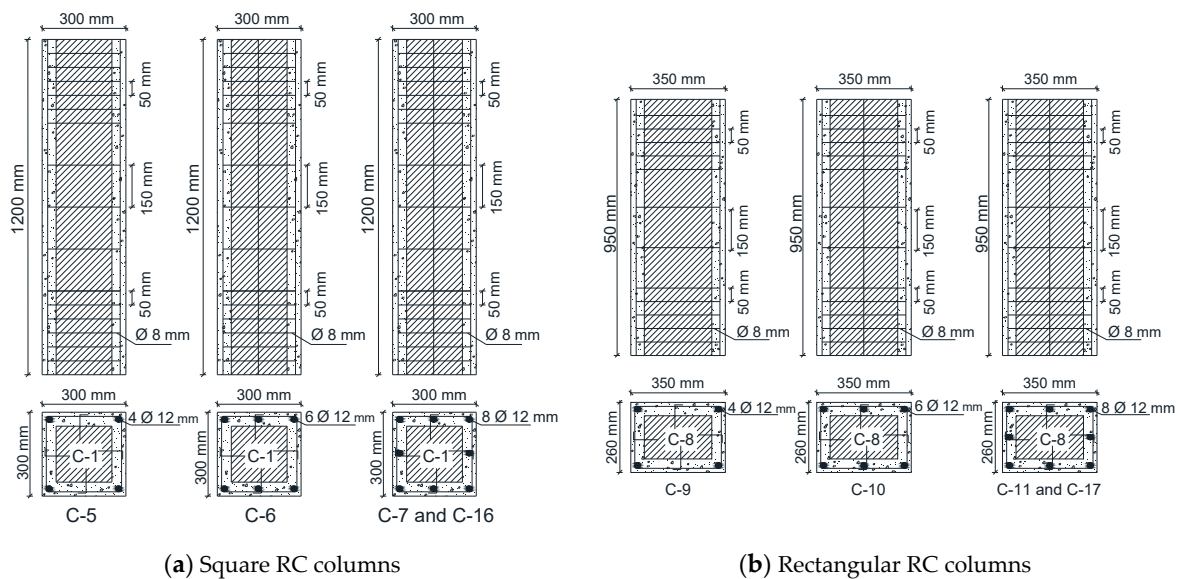 300 mm
300 mm
300 mm
1200 mm
50 mm
150 mm
50 mm
Ø 8 mm
1200 mm
50 mm
150 mm
50 mm
Ø 8 mm
1200 mm
50 mm
150 mm
50 mm
Ø 8 mm
300 mm
300 mm
300 mm
300 mm
C-1
4 Ø 12 mm
300 mm
C-1
6 Ø 12 mm
300 mm
C-1
8 Ø 12 mm
C-5
C-6
C-7 and C-16
(a) Square RC columns
350 mm
350 mm
350 mm
950 mm
50 mm
150 mm
50 mm
Ø 8 mm
950 mm
50 mm
150 mm
50 mm
Ø 8 mm
950 mm
50 mm
150 mm
50 mm
Ø 8 mm
350 mm
350 mm
350 mm
260 mm
C-8
4 Ø 12 mm
260 mm
C-8
6 Ø 12 mm
260 mm
C-8
8 Ø 12 mm
C-9
C-10
C-11 and C-17
(b) Rectangular RC columns